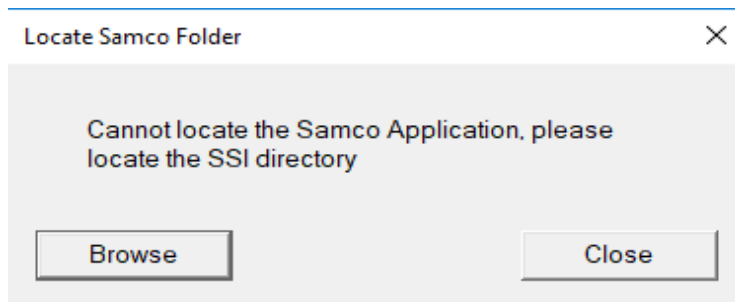 Locate Samco Folder
Cannot locate the Samco Application, please
locate the SSI directory
Browse
Close